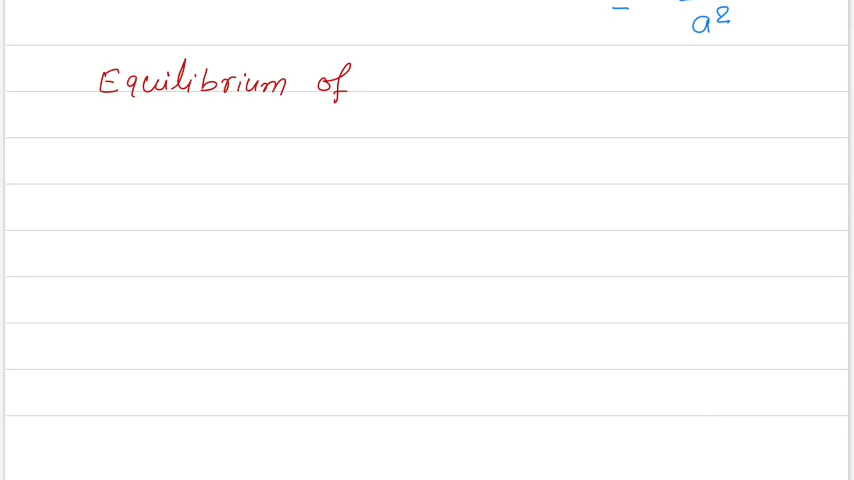 = a²
Equilibrium of